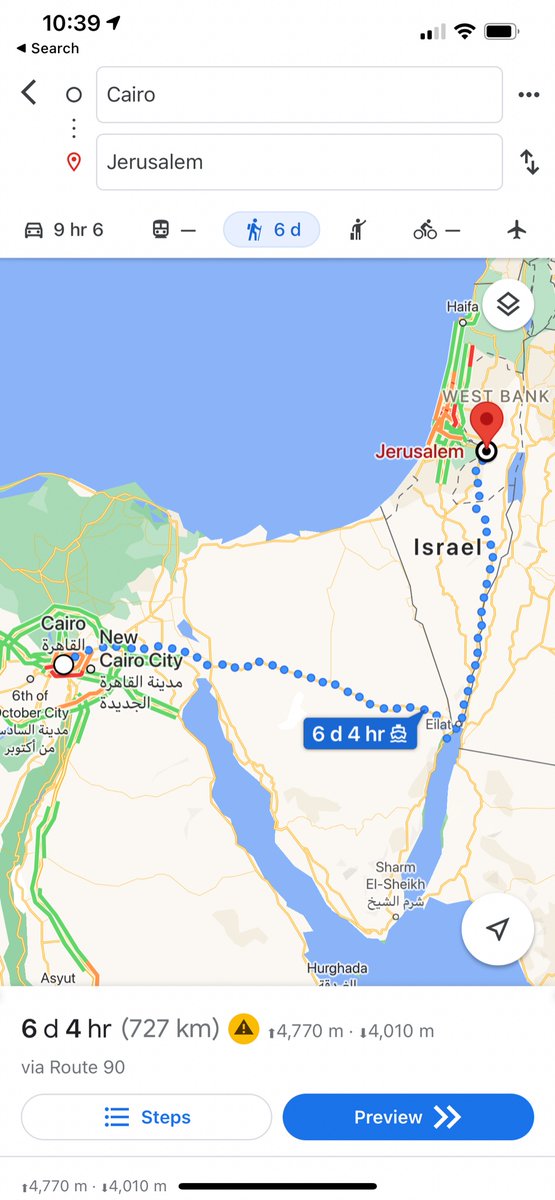 10:39
Search
Cairo
Jerusalem
9 hr 6
—
6 d
—
Haifa
WEST BANK
Jerusalem
Israel
Cairo
القاهرة
New
Cairo City
مدينة القاهرة
الجديدة
6th of
ctober City
مدينة السادس
من أكتوبر
6 d 4 hr
Eilat
Sharm
El-Sheikh
شرم الشيخ
Asyut
Hurghada
6 d 4 hr (727 km) 4,770 m · 4,010 m
via Route 90
Steps
Preview
4,770 m · 4,010 m